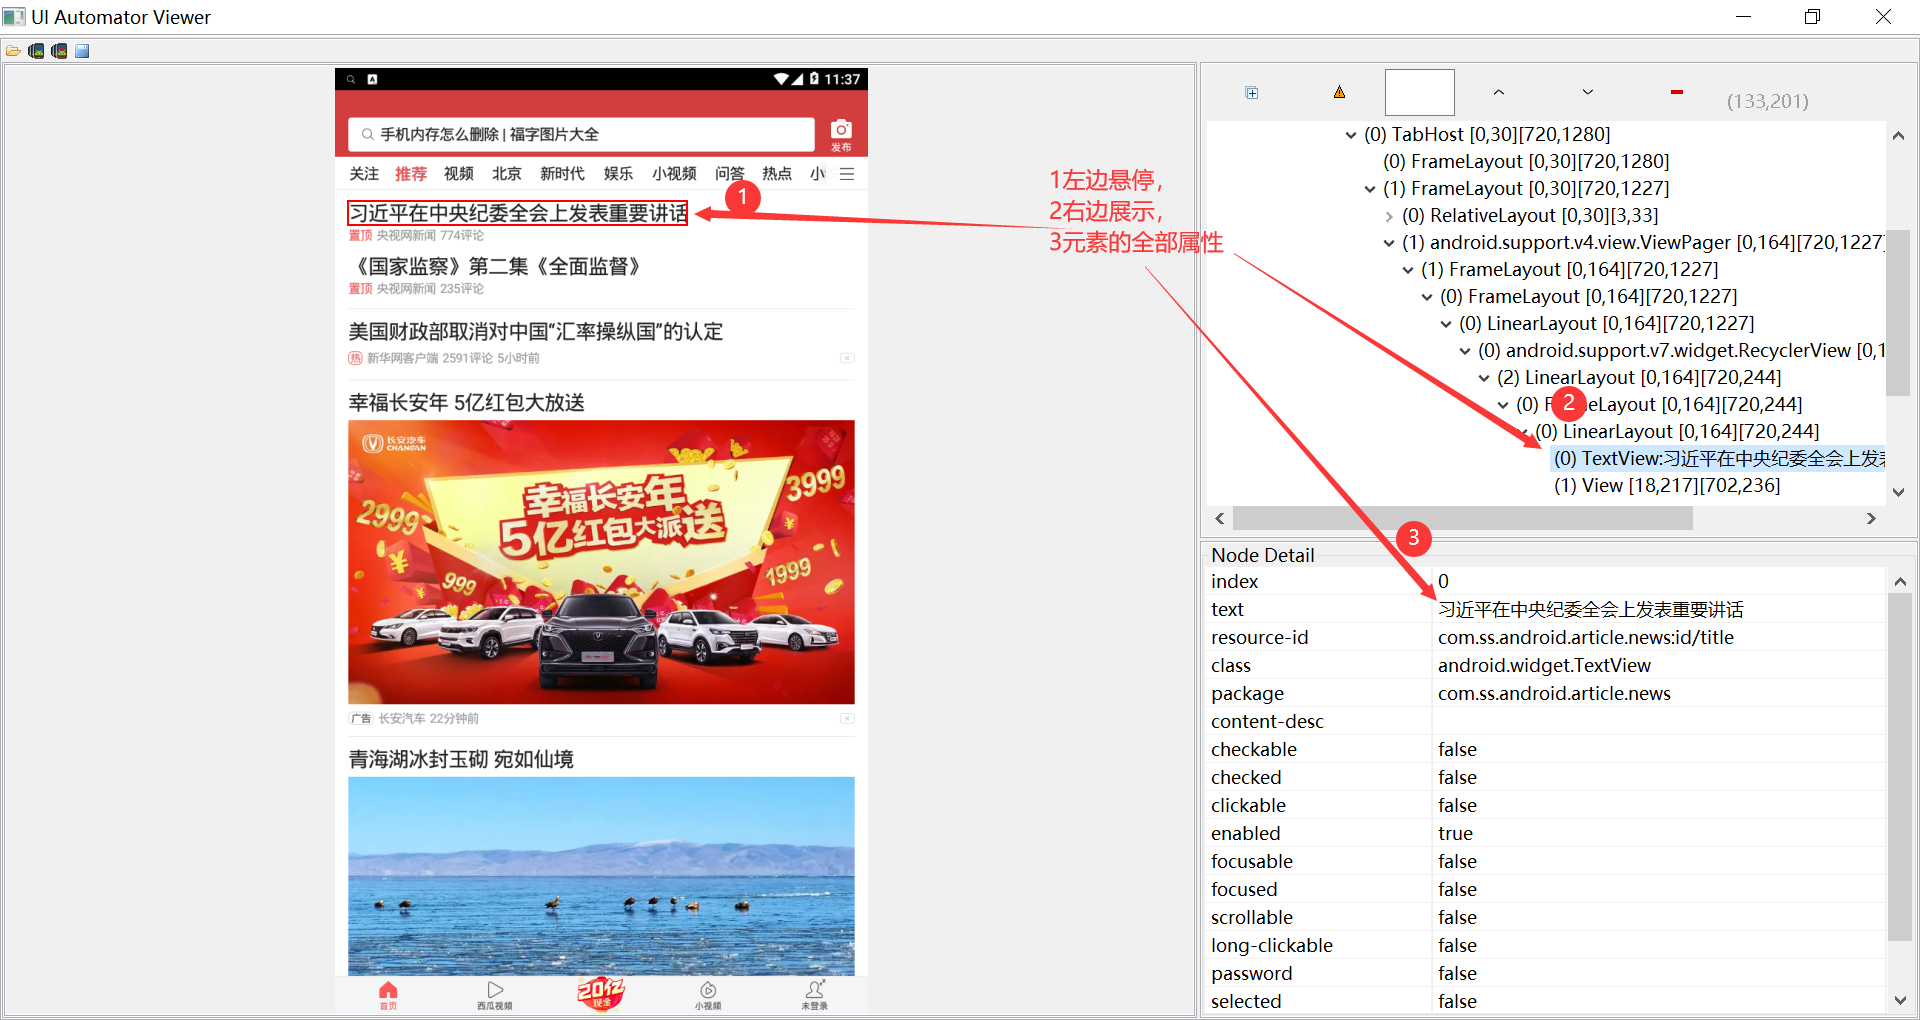 UI Automator Viewer
11:37
手机内存怎么删除 | 福字图片大全
发布
关注 推荐 视频 北京 新时代 娱乐 小视频 问答 热点 小
习近平在中央纪委全会上发表重要讲话
置顶 央视网新闻 774评论
《国家监察》第二集《全面监督》
置顶 央视网新闻 235评论
美国财政部取消对中国“汇率操纵国”的认定
热 新华网客户端 2591评论 5小时前
幸福长安年 5亿红包大放送
长安汽车
CHANGAN
幸福长安年
5亿红包大派送
2999
3999
999
1999
广告 长安汽车 22分钟前
青海湖冰封玉砌 宛如仙境
首页
西瓜视频
20亿
现金
小视频
未登录
1
1左边悬停，
2右边展示，
3元素的全部属性
2
3
(133,201)
(0) TabHost [0,30][720,1280]
(0) FrameLayout [0,30][720,1280]
(1) FrameLayout [0,30][720,1227]
(0) RelativeLayout [0,30][3,33]
(1) android.support.v4.view.ViewPager [0,164][720,1227]
(1) FrameLayout [0,164][720,1227]
(0) FrameLayout [0,164][720,1227]
(0) LinearLayout [0,164][720,1227]
(0) android.support.v7.widget.RecyclerView [0,1
(2) LinearLayout [0,164][720,244]
(0) F meLayout [0,164][720,244]
(0) LinearLayout [0,164][720,244]
(0) TextView:习近平在中央纪委全会上发表
(1) View [18,217][702,236]
Node Detail
index 0
text 习近平在中央纪委全会上发表重要讲话
resource-id com.ss.android.article.news:id/title
class android.widget.TextView
package com.ss.android.article.news
content-desc
checkable false
checked false
clickable false
enabled true
focusable false
focused false
scrollable false
long-clickable false
password false
selected false